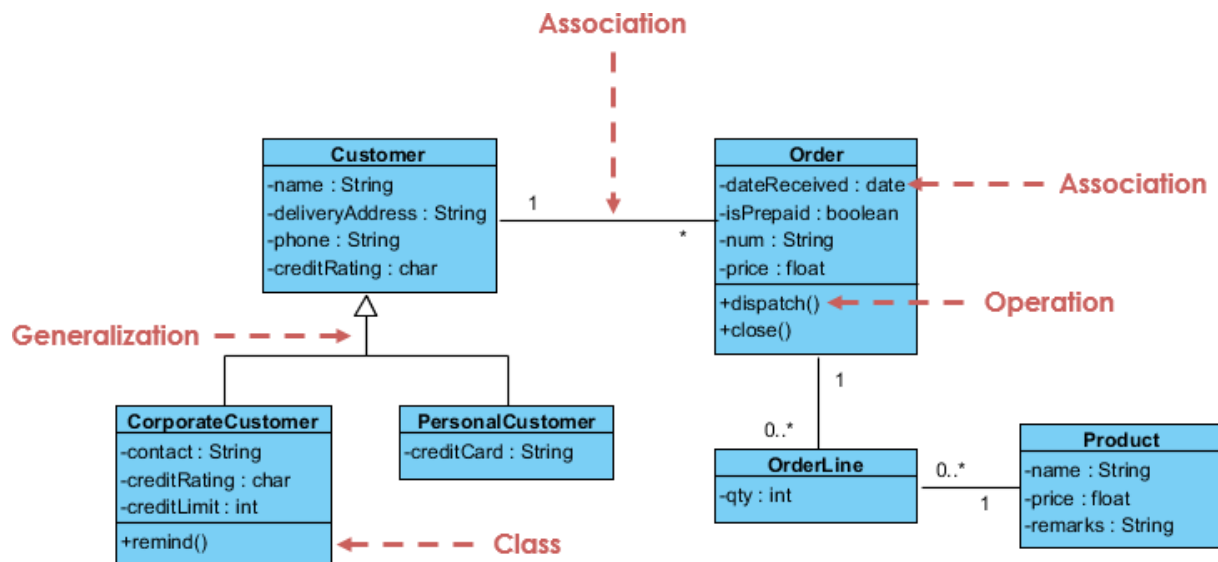 Association
Customer
-name : String
-deliveryAddress : String
-phone : String
-creditRating : char
1
*
Order
-dateReceived : date
-isPrepaid : boolean
-num : String
-price : float
+dispatch()
+close()
Association
Operation
Generalization
1
0..*
CorporateCustomer
-contact : String
-creditRating : char
-creditLimit : int
+remind()
Class
PersonalCustomer
-creditCard : String
OrderLine
-qty : int
0..*
1
Product
-name : String
-price : float
-remarks : String